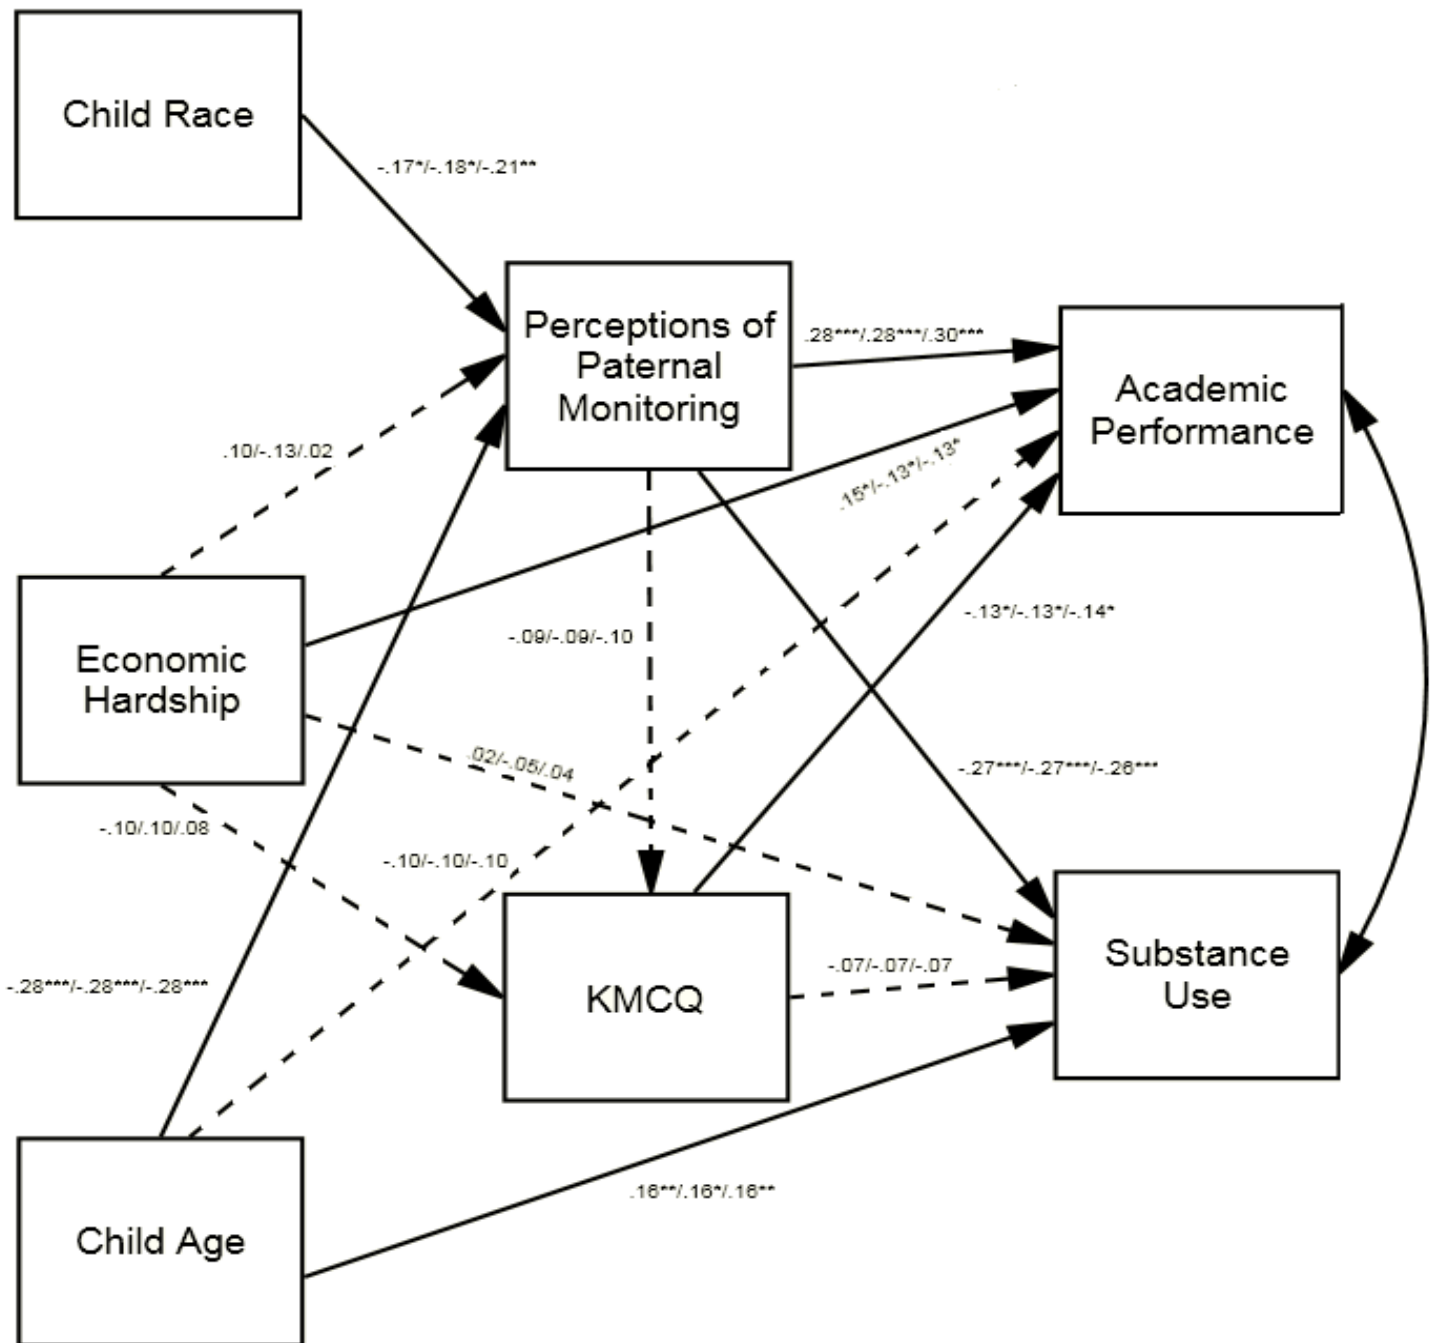 Child Race
-.17*/-.18*/-.21**
Perceptions of
Paternal
Monitoring
.28***/.28***/.30***
Academic
Performance
.10/-.13/.02
.15*/-.13*/-.13*
-.09/-.09/-.10
-.13*/-.13*/-.14*
Economic
Hardship
.02/-.05/.04
-.27***/-.27***/-.26***
-.10/.10/.08
-.10/-.10/-.10
-.28***/-.28***/-.28***
KMCQ
-.07/-.07/-.07
Substance
Use
.16**/.16*/.16**
Child Age